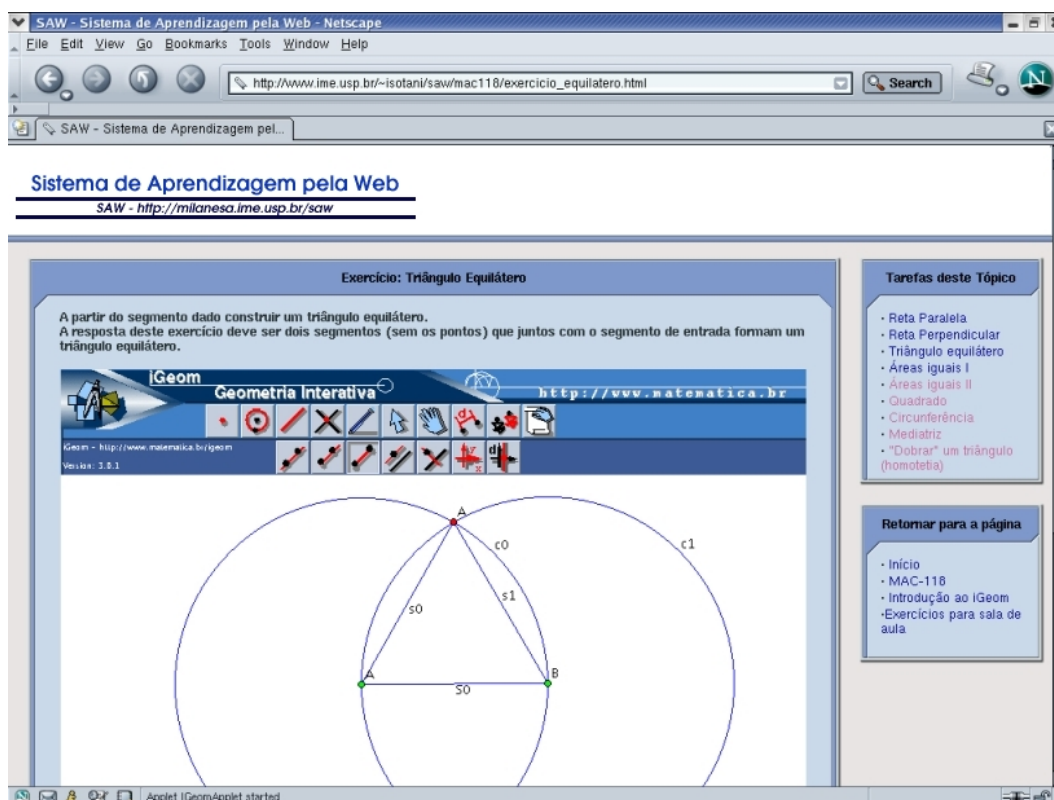 SAW - Sistema de Aprendizagem pela Web - Netscape
File Edit View Go Bookmarks Tools Window Help
http://www.ime.usp.br/~isotani/saw/mac118/exercicio_equilatero.html
Search
N
SAW - Sistema de Aprendizagem pel...
Sistema de Aprendizagem pela Web
SAW - http://milanesa.ime.usp.br/saw
Exercício: Triângulo Equilátero
A partir do segmento dado construir um triângulo equilátero.
A resposta deste exercício deve ser dois segmentos (sem os pontos) que juntos com o segmento de entrada formam um
triângulo equilátero.
iGeom
Geometria Interativa
http://www.matematica.br
iGeom - http://www.matematica.br/igeom
Version: 3.0.1
A
c0
c1
s1
s0
A
B
S0
Tarefas deste Tópico
· Reta Paralela
· Reta Perpendicular
· Triângulo equilátero
· Áreas iguais I
· Áreas iguais II
· Quadrado
· Circunferência
· Mediatriz
· "Dobrar" um triângulo
(homotetia)
Retornar para a página
· Início
· MAC-118
· Introdução ao iGeom
·Exercícios para sala de
aula
Applet IGeomApplet started